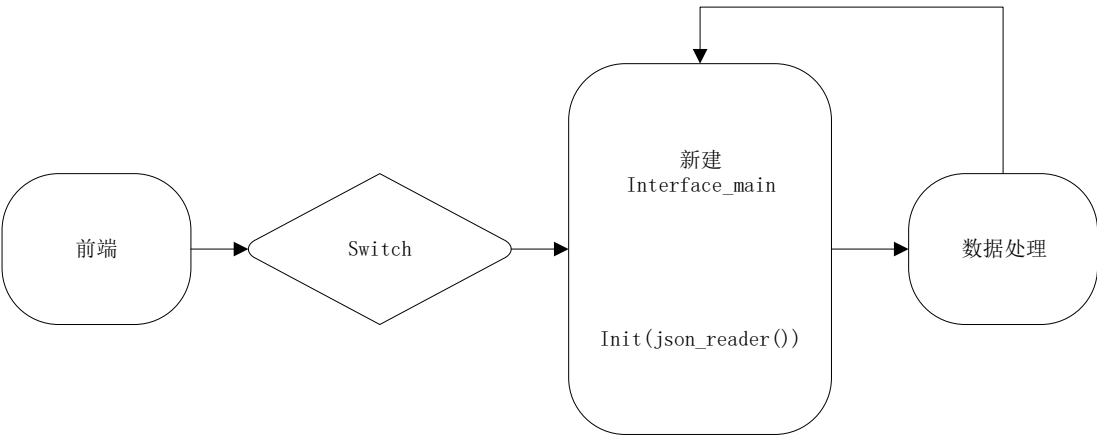 前端
Switch
新建
Interface_main
Init(json_reader())
数据处理